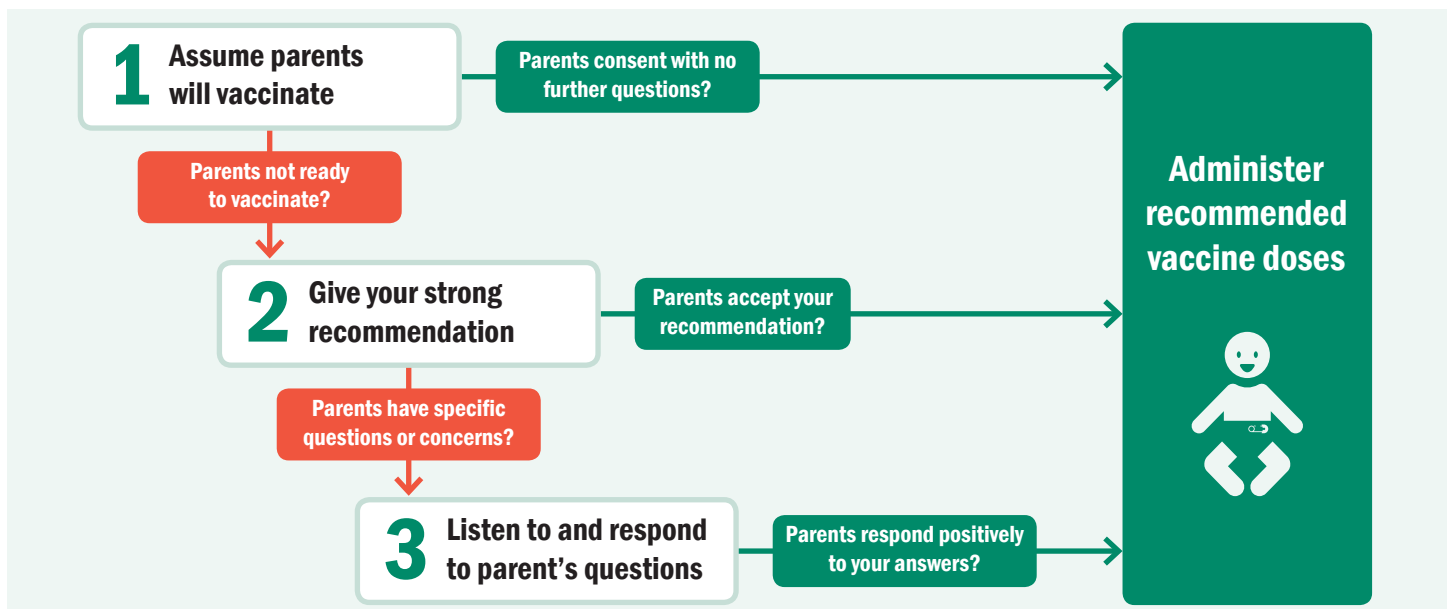 1
Assume parents
will vaccinate
Parents consent with no
further questions?
Parents not ready
to vaccinate?
2
Give your strong
recommendation
Parents accept your
recommendation?
Parents have specific
questions or concerns?
3
Listen to and respond
to parent’s questions
Parents respond positively
to your answers?
Administer
recommended
vaccine doses